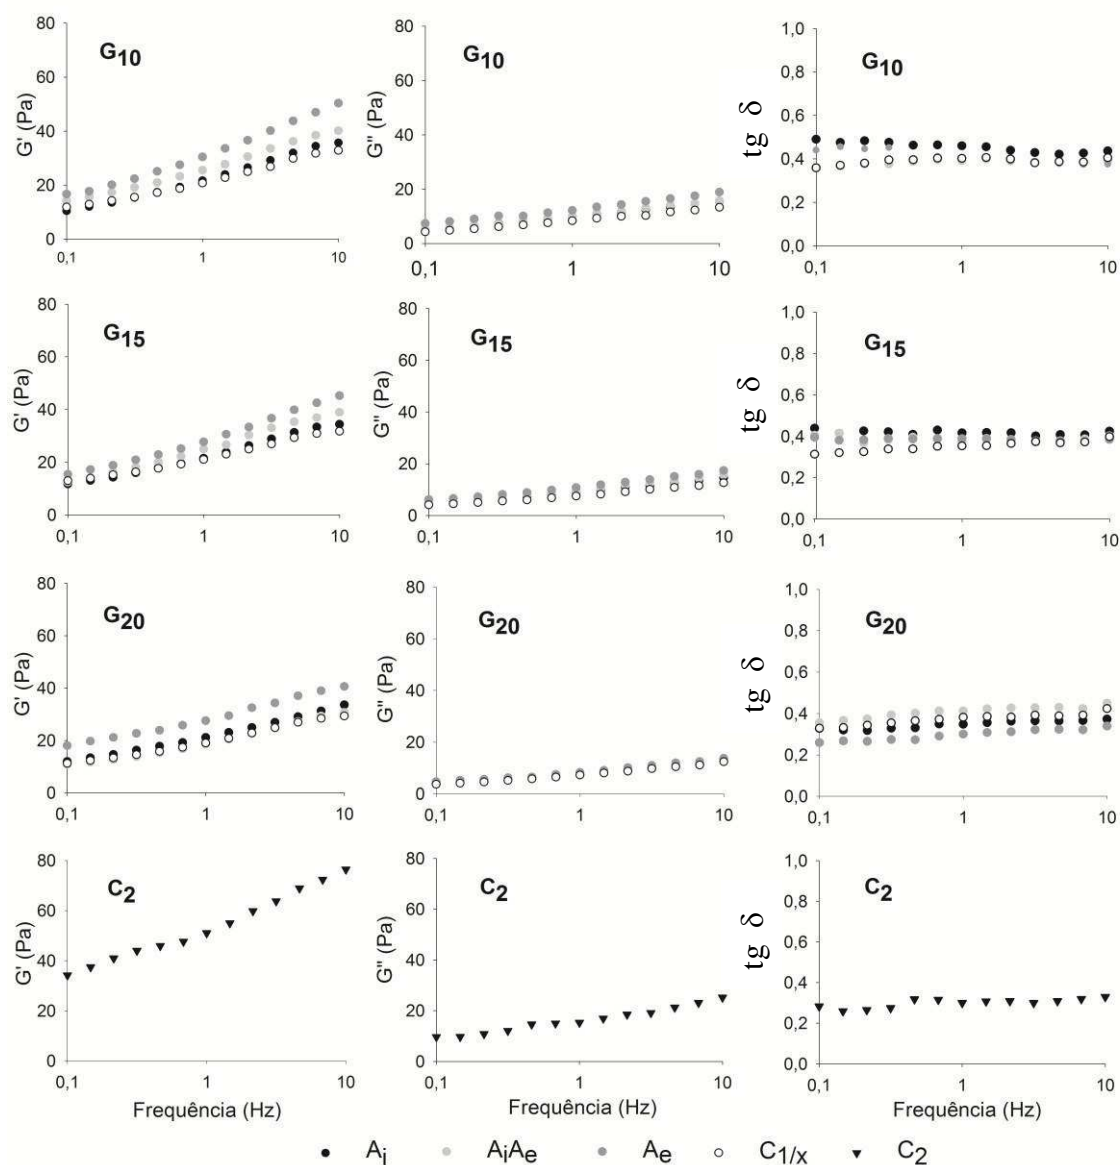 80
60
40
20
0
G' (Pa)
G10
0,1 1 10
80
60
40
20
0
G'' (Pa)
G10
0,1 1 10
1,0
0,8
0,6
0,4
0,2
0,0
tg δ
G10
0,1 1 10
80
60
40
20
0
G' (Pa)
G15
0,1 1 10
80
60
40
20
0
G'' (Pa)
G15
0,1 1 10
1,0
0,8
0,6
0,4
0,2
0,0
tg δ
G15
0,1 1 10
80
60
40
20
0
G' (Pa)
G20
0,1 1 10
80
60
40
20
0
G'' (Pa)
G20
0,1 1 10
1,0
0,8
0,6
0,4
0,2
0,0
tg δ
G20
0,1 1 10
80
60
40
20
0
G' (Pa)
C2
0,1 1 10
Frequência (Hz)
80
60
40
20
0
G'' (Pa)
C2
0,1 1 10
Frequência (Hz)
1,0
0,8
0,6
0,4
0,2
0,0
tg δ
C2
0,1 1 10
Frequência (Hz)
Ai AiAe Ae C1/x C2